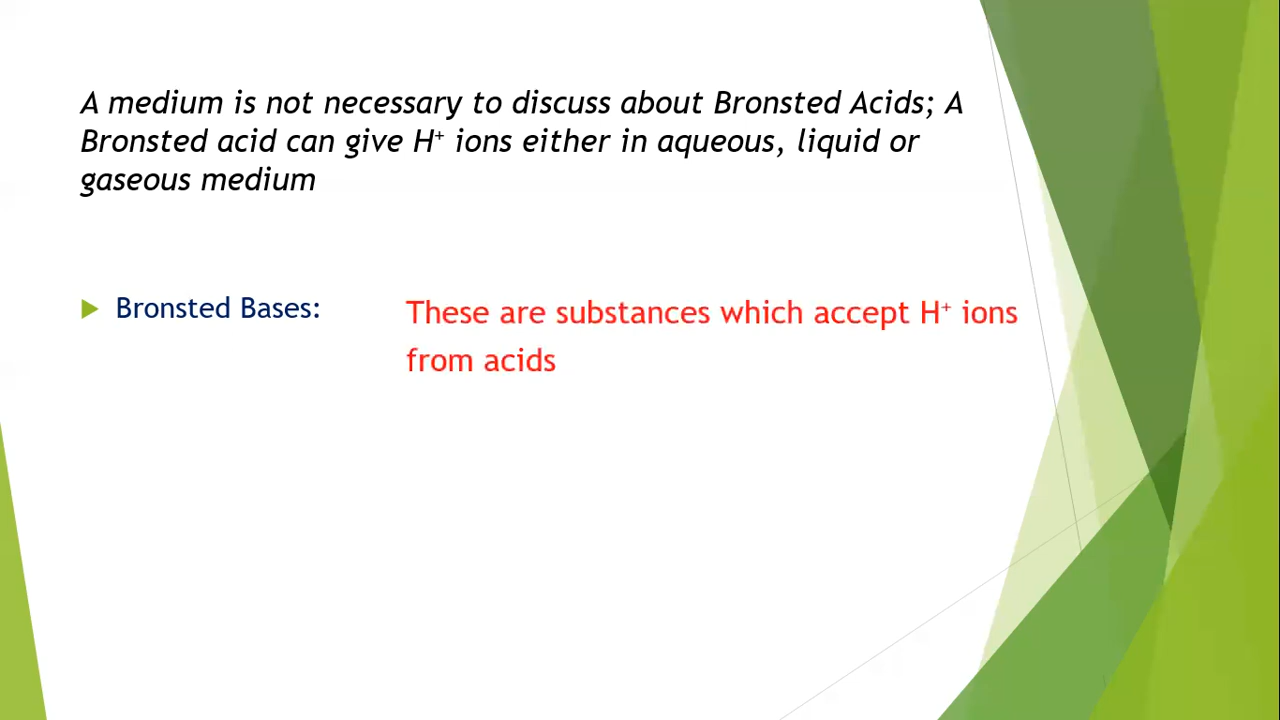 A medium is not necessary to discuss about Bronsted Acids; A
Bronsted acid can give H⁺ ions either in aqueous, liquid or
gaseous medium
Bronsted Bases:
These are substances which accept H⁺ ions
from acids